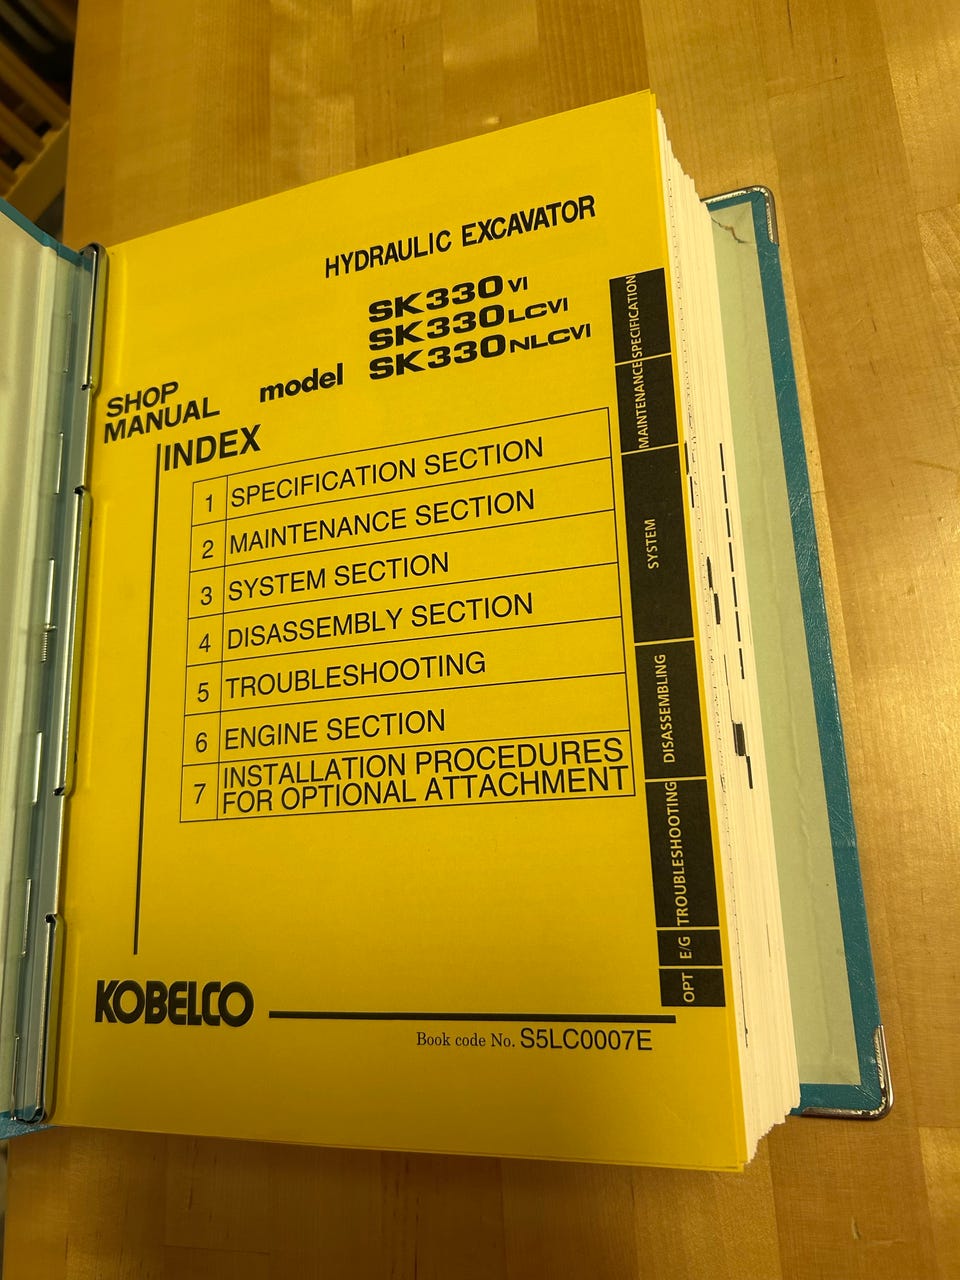 HYDRAULIC EXCAVATOR
SK330 VI
SK330LCVI
model SK330NLCVI
SHOP
MANUAL
INDEX
1 SPECIFICATION SECTION
2 MAINTENANCE SECTION
3 SYSTEM SECTION
4 DISASSEMBLY SECTION
5 TROUBLESHOOTING
6 ENGINE SECTION
7 INSTALLATION PROCEDURES
FOR OPTIONAL ATTACHMENT
SPECIFICATION
MAINTENANCE
SYSTEM
DISASSEMBLING
TROUBLESHOOTING
E/G
OPT
KOBELCO
Book code No. S5LC0007E